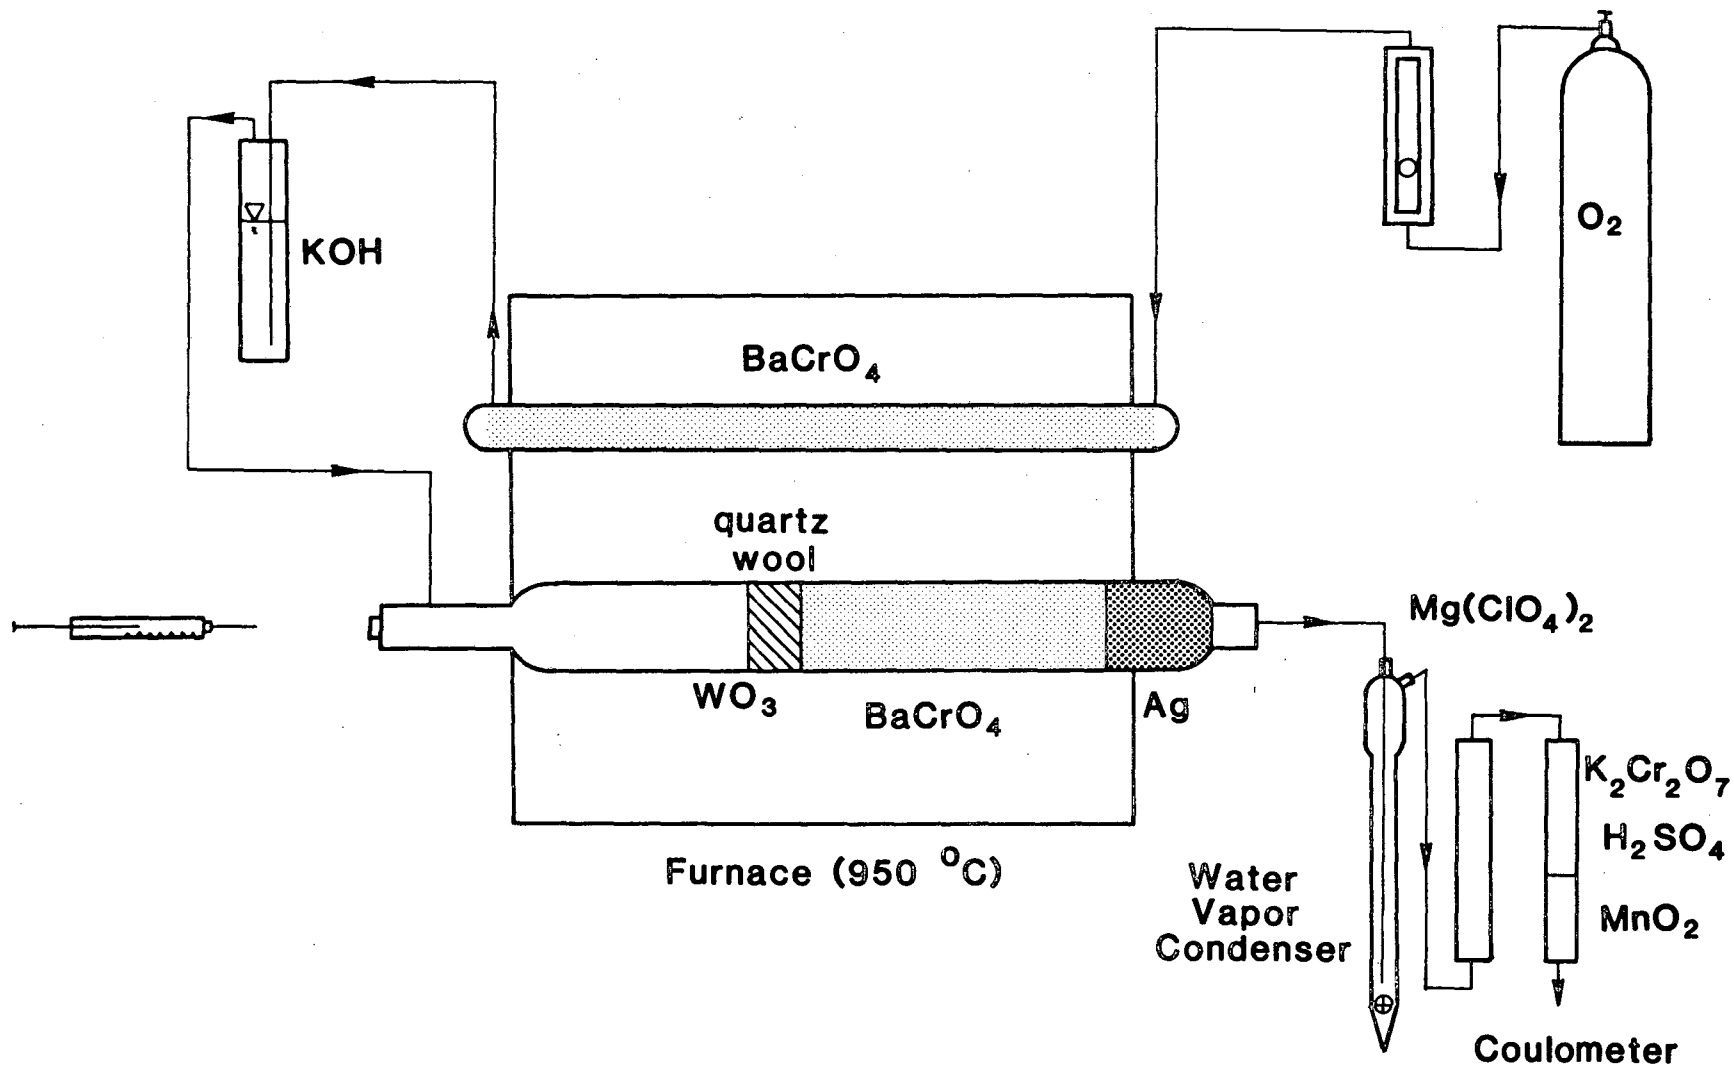 KOH
O₂
BaCrO₄
quartz
wool
WO₃
BaCrO₄
Ag
Mg(ClO₄)₂
Furnace (950 °C)
Water
Vapor
Condenser
K₂Cr₂O₇
H₂SO₄
MnO₂
Coulometer